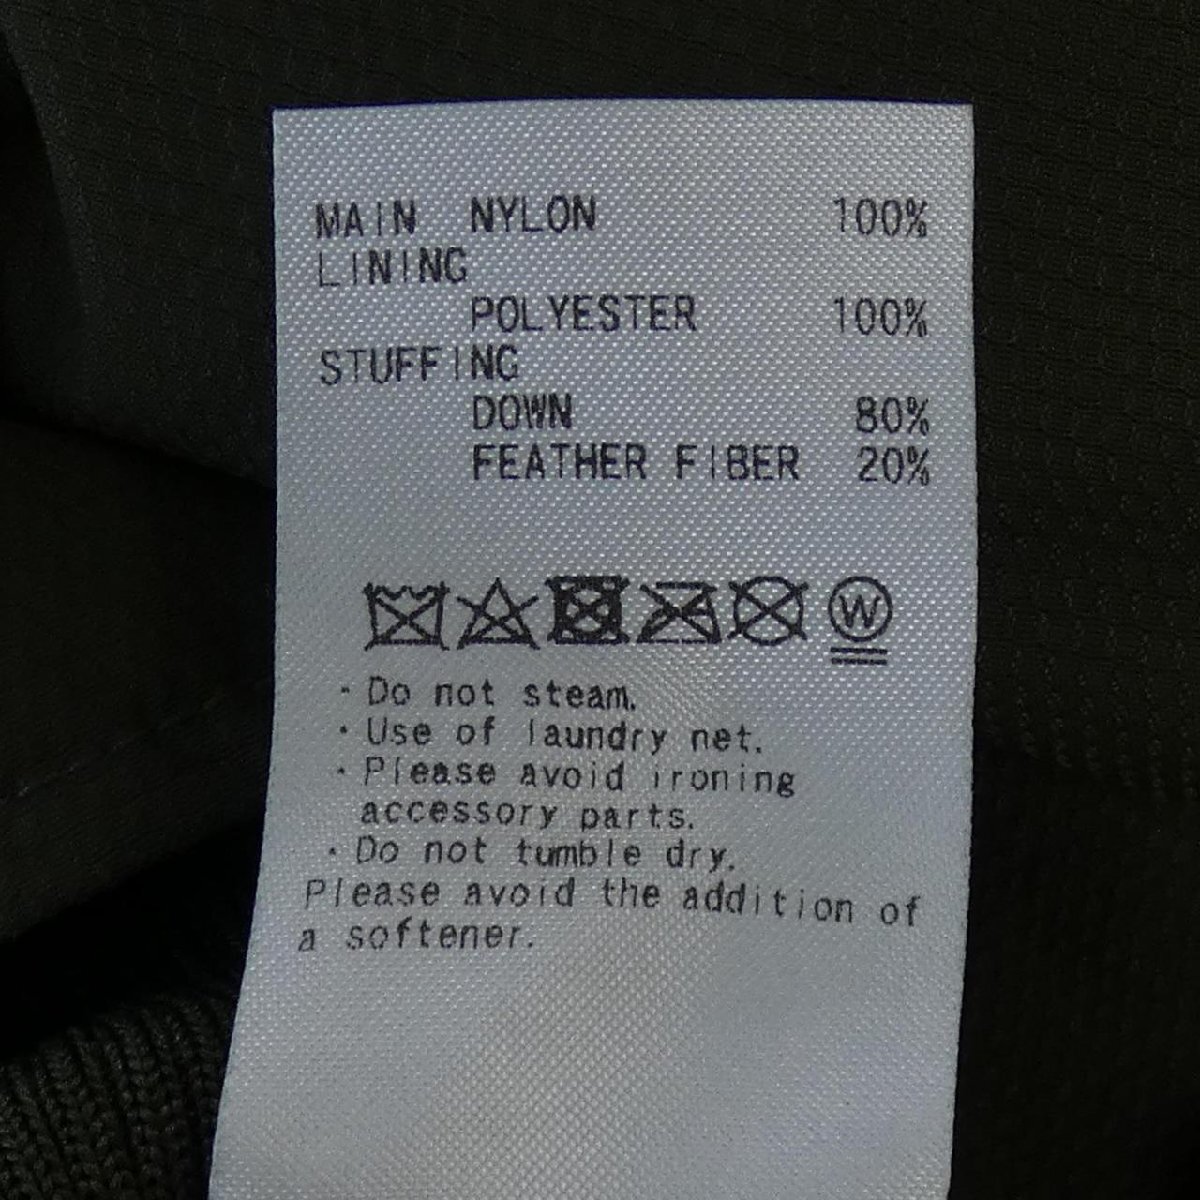 MAIN NYLON 100%
LINING
POLYESTER 100%
STUFFING
DOWN 80%
FEATHER FIBER 20%
W
・Do not steam.
・Use of laundry net.
・Please avoid ironing
accessory parts.
・Do not tumble dry.
Please avoid the addition of
a softener.